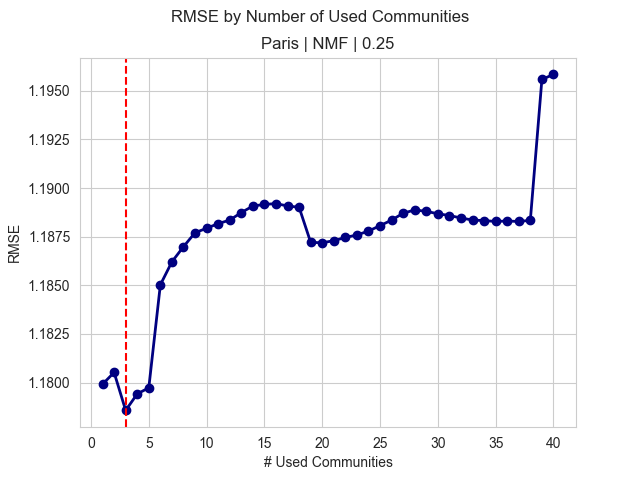 RMSE by Number of Used Communities
Paris | NMF | 0.25
1.1950
1.1925
1.1900
1.1875
1.1850
1.1825
1.1800
RMSE
0 5 10 15 20 25 30 35 40
# Used Communities